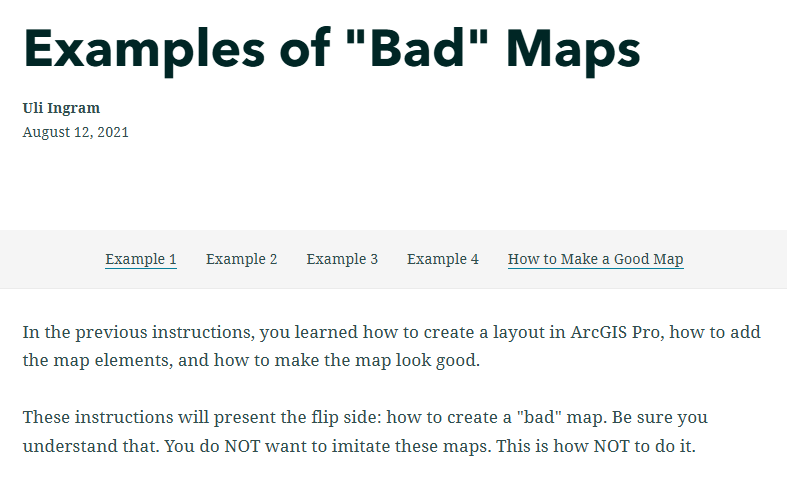 Examples of "Bad" Maps
Uli Ingram
August 12, 2021
Example 1 Example 2 Example 3 Example 4 How to Make a Good Map
In the previous instructions, you learned how to create a layout in ArcGIS Pro, how to add
the map elements, and how to make the map look good.
These instructions will present the flip side: how to create a "bad" map. Be sure you
understand that. You do NOT want to imitate these maps. This is how NOT to do it.